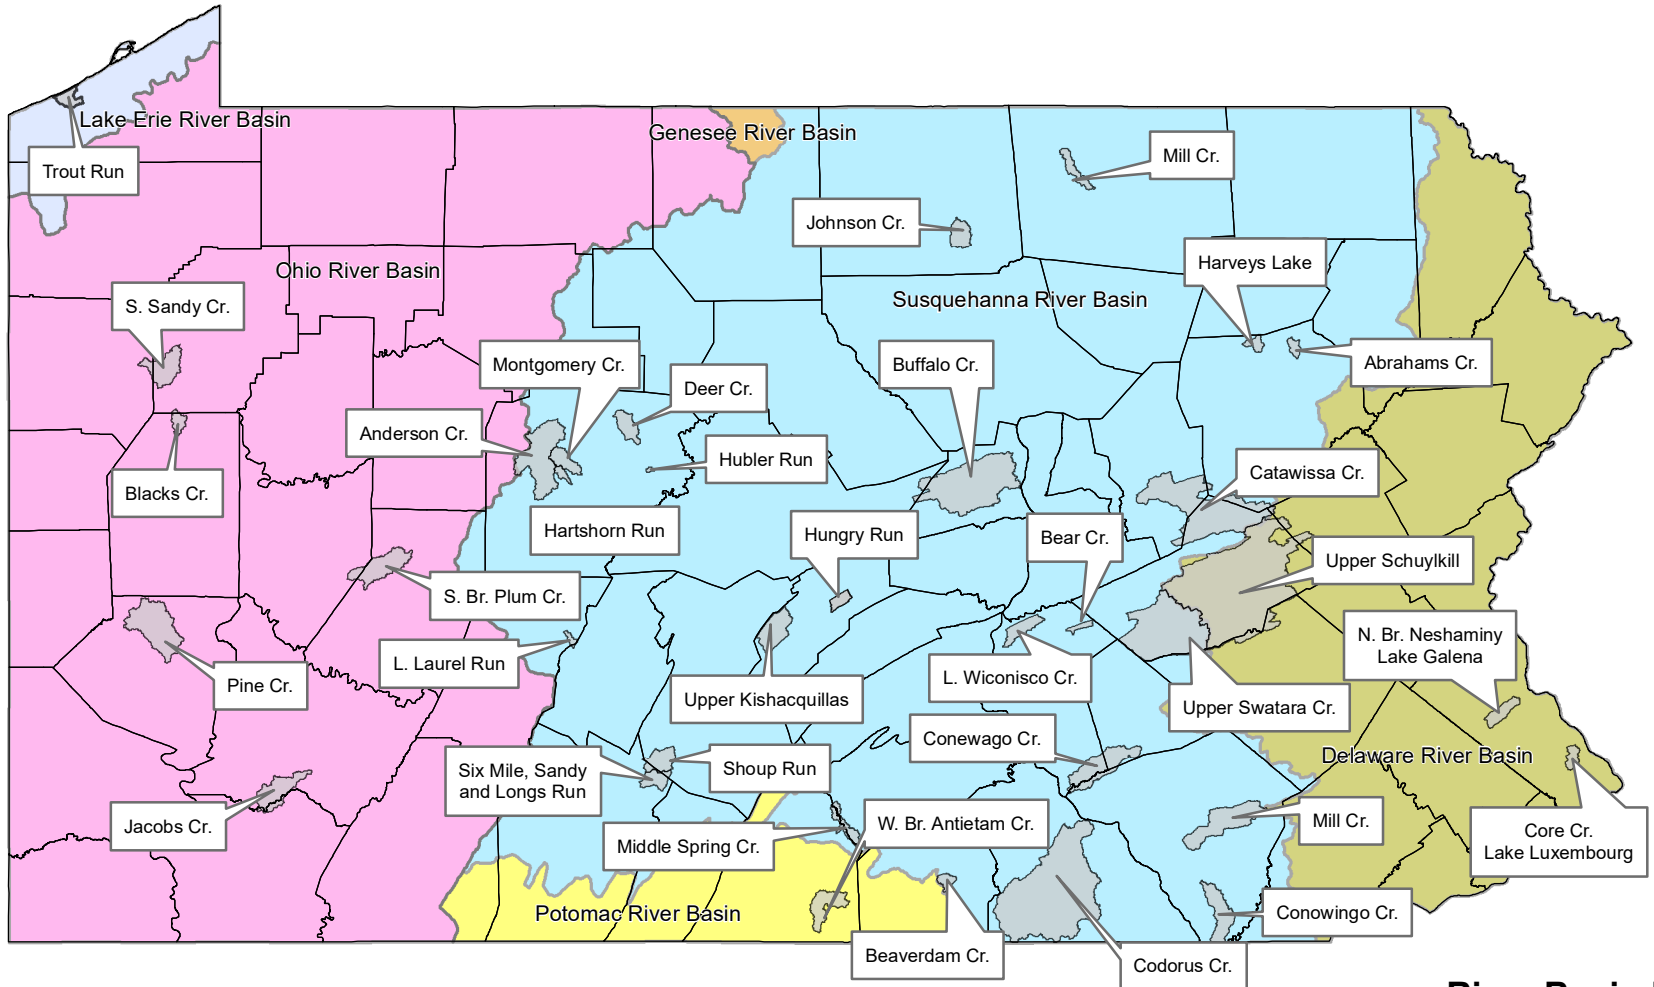 Lake Erie River Basin
Genesee River Basin
Trout Run
Mill Cr.
Johnson Cr.
Harveys Lake
Ohio River Basin
Susquehanna River Basin
S. Sandy Cr.
Montgomery Cr.
Buffalo Cr.
Abrahams Cr.
Deer Cr.
Anderson Cr.
Hubler Run
Catawissa Cr.
Blacks Cr.
Hartshorn Run
Hungry Run
Bear Cr.
Upper Schuylkill
S. Br. Plum Cr.
N. Br. Neshaminy
Lake Galena
L. Laurel Run
Pine Cr.
L. Wiconisco Cr.
Upper Kishacquillas
Upper Swatara Cr.
Conewago Cr.
Delaware River Basin
Six Mile, Sandy
and Longs Run
Shoup Run
Jacobs Cr.
W. Br. Antietam Cr.
Mill Cr.
Middle Spring Cr.
Core Cr.
Lake Luxembourg
Potomac River Basin
Conowingo Cr.
Beaverdam Cr.
Codorus Cr.
River Basin